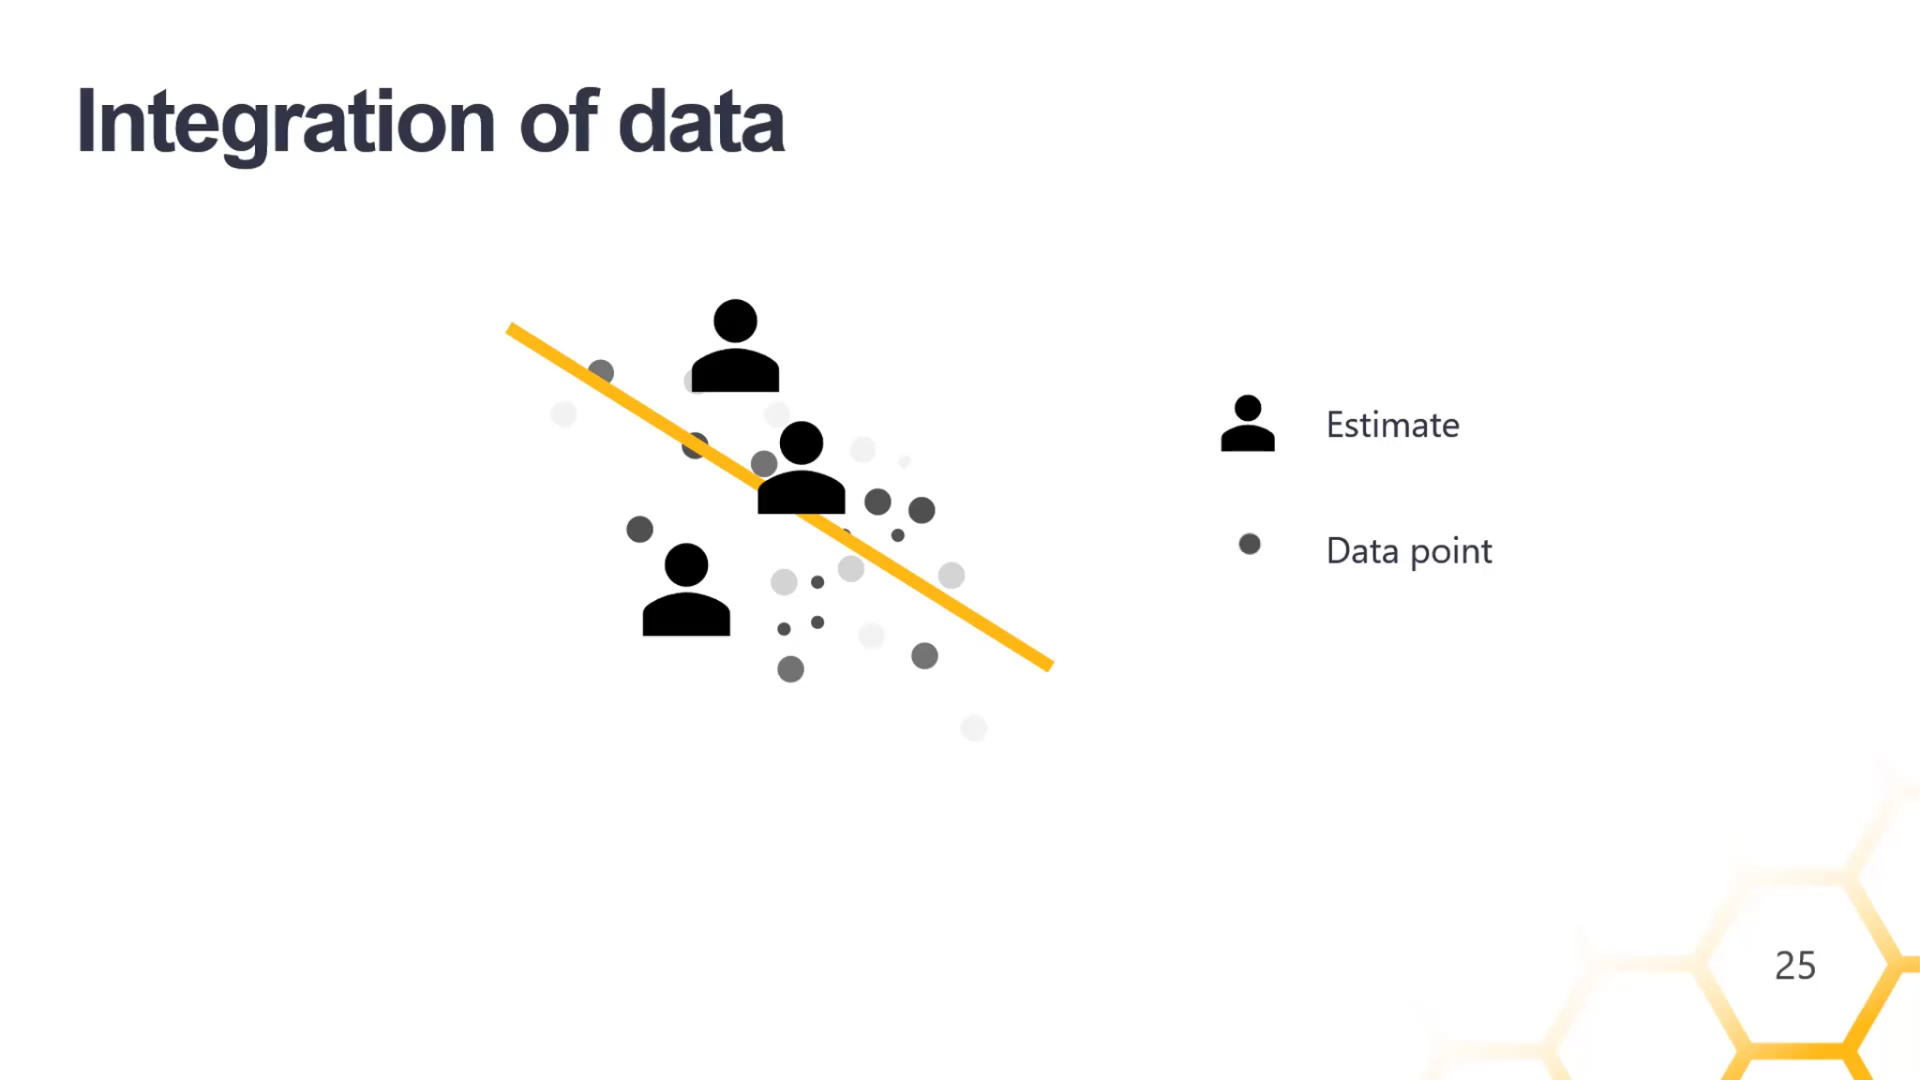 Integration of data
Estimate
Data point
25